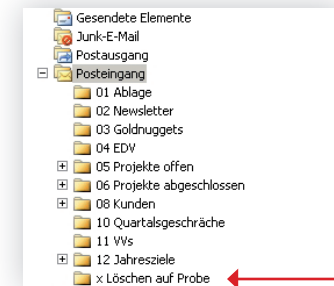 Gesendete Elemente
Junk-E-Mail
Postausgang
Posteingang
01 Ablage
02 Newsletter
03 Goldnuggets
04 EDV
05 Projekte offen
06 Projekte abgeschlossen
08 Kunden
10 Quartalsgeschräche
11 VVs
12 Jahresziele
x Löschen auf Probe